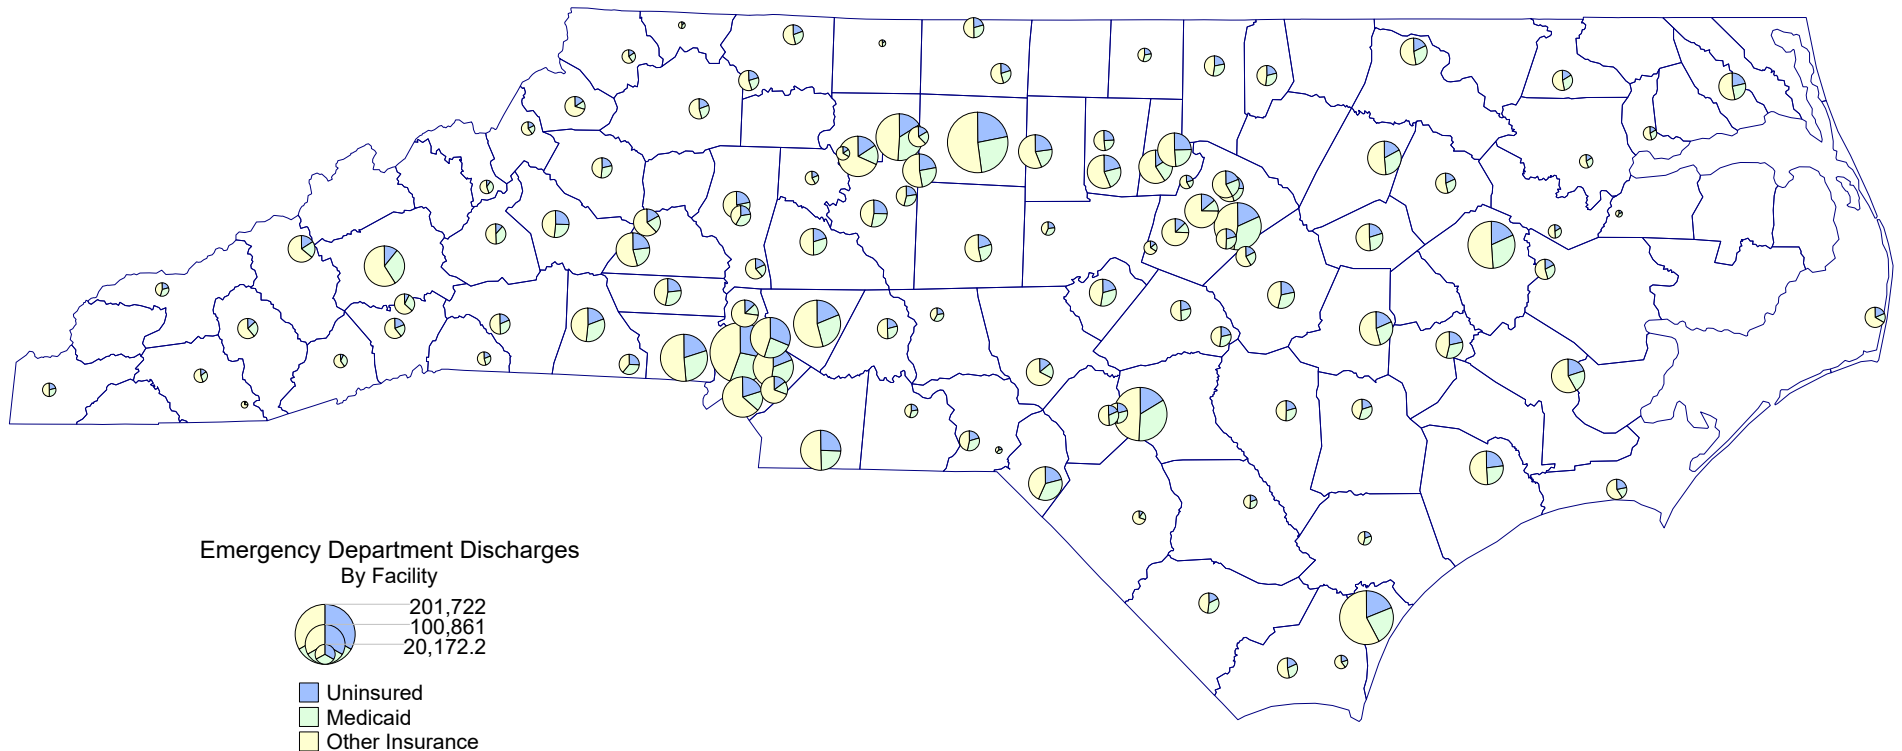 Emergency Department Discharges
By Facility
201,722
100,861
20,172.2
Uninsured
Medicaid
Other Insurance